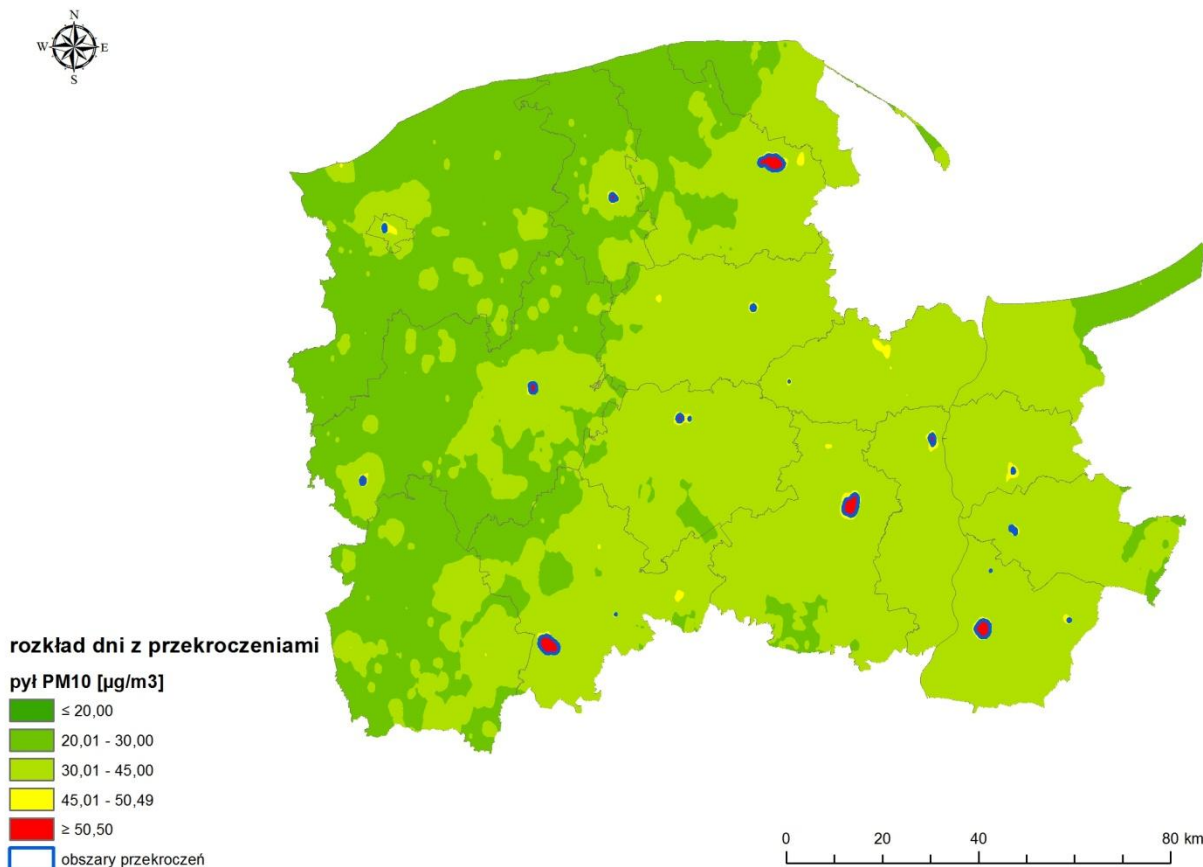 N
W E
S
rozkład dni z przekroczeniami
pył PM10 [µg/m3]
≤ 20,00
20,01 - 30,00
30,01 - 45,00
45,01 - 50,49
≥ 50,50
obszary przekroczeń
0 20 40 80 km